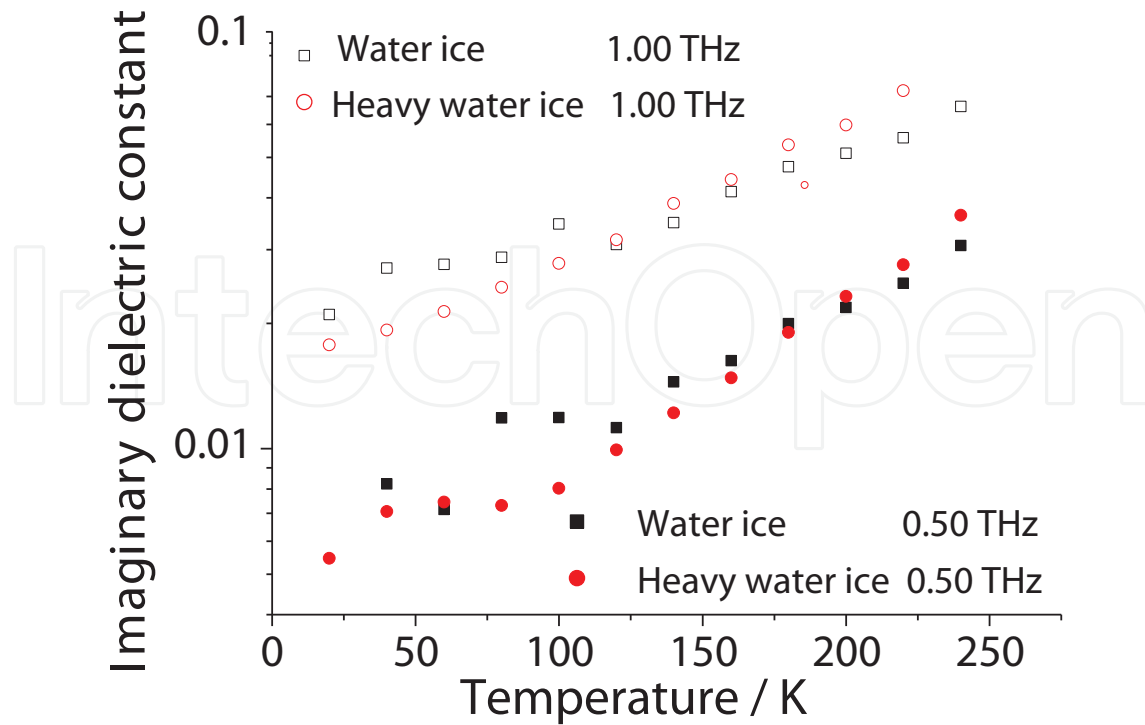 Imaginary dielectric constant
0.1
0.01
Water ice 1.00 THz
Heavy water ice 1.00 THz
IntechOpen
Water ice 0.50 THz
Heavy water ice 0.50 THz
0 50 100 150 200 250
Temperature / K